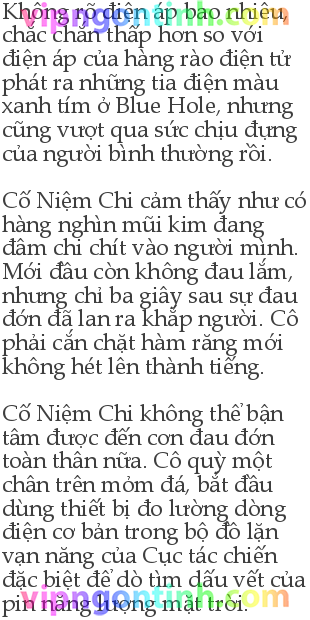 Không rõ điện áp bao nhiêu,
chắc chắn thấp hơn so với
điện áp của hàng rào điện tử
phát ra những tia điện màu
xanh tím ở Blue Hole, nhưng
cũng vượt qua sức chịu đựng
của người bình thường rồi.
Cố Niệm Chi cảm thấy như có
hàng nghìn mũi kim đang
đâm chi chít vào người mình.
Mới đầu còn không đau lắm,
nhưng chỉ ba giây sau sự đau
đớn đã lan ra khắp người. Cô
phải cắn chặt hàm răng mới
không hét lên thành tiếng.
Cố Niệm Chi không thể bận
tâm được đến cơn đau đớn
toàn thân nữa. Cô quỳ một
chân trên mỏm đá, bắt đầu
dùng thiết bị đo lường dòng
điện cơ bản trong bộ đồ lặn
vạn năng của Cục tác chiến
đặc biệt để dò tìm dấu vết của
pin năng lượng mặt trời.
vipngontinh.com
vipngontinh.com